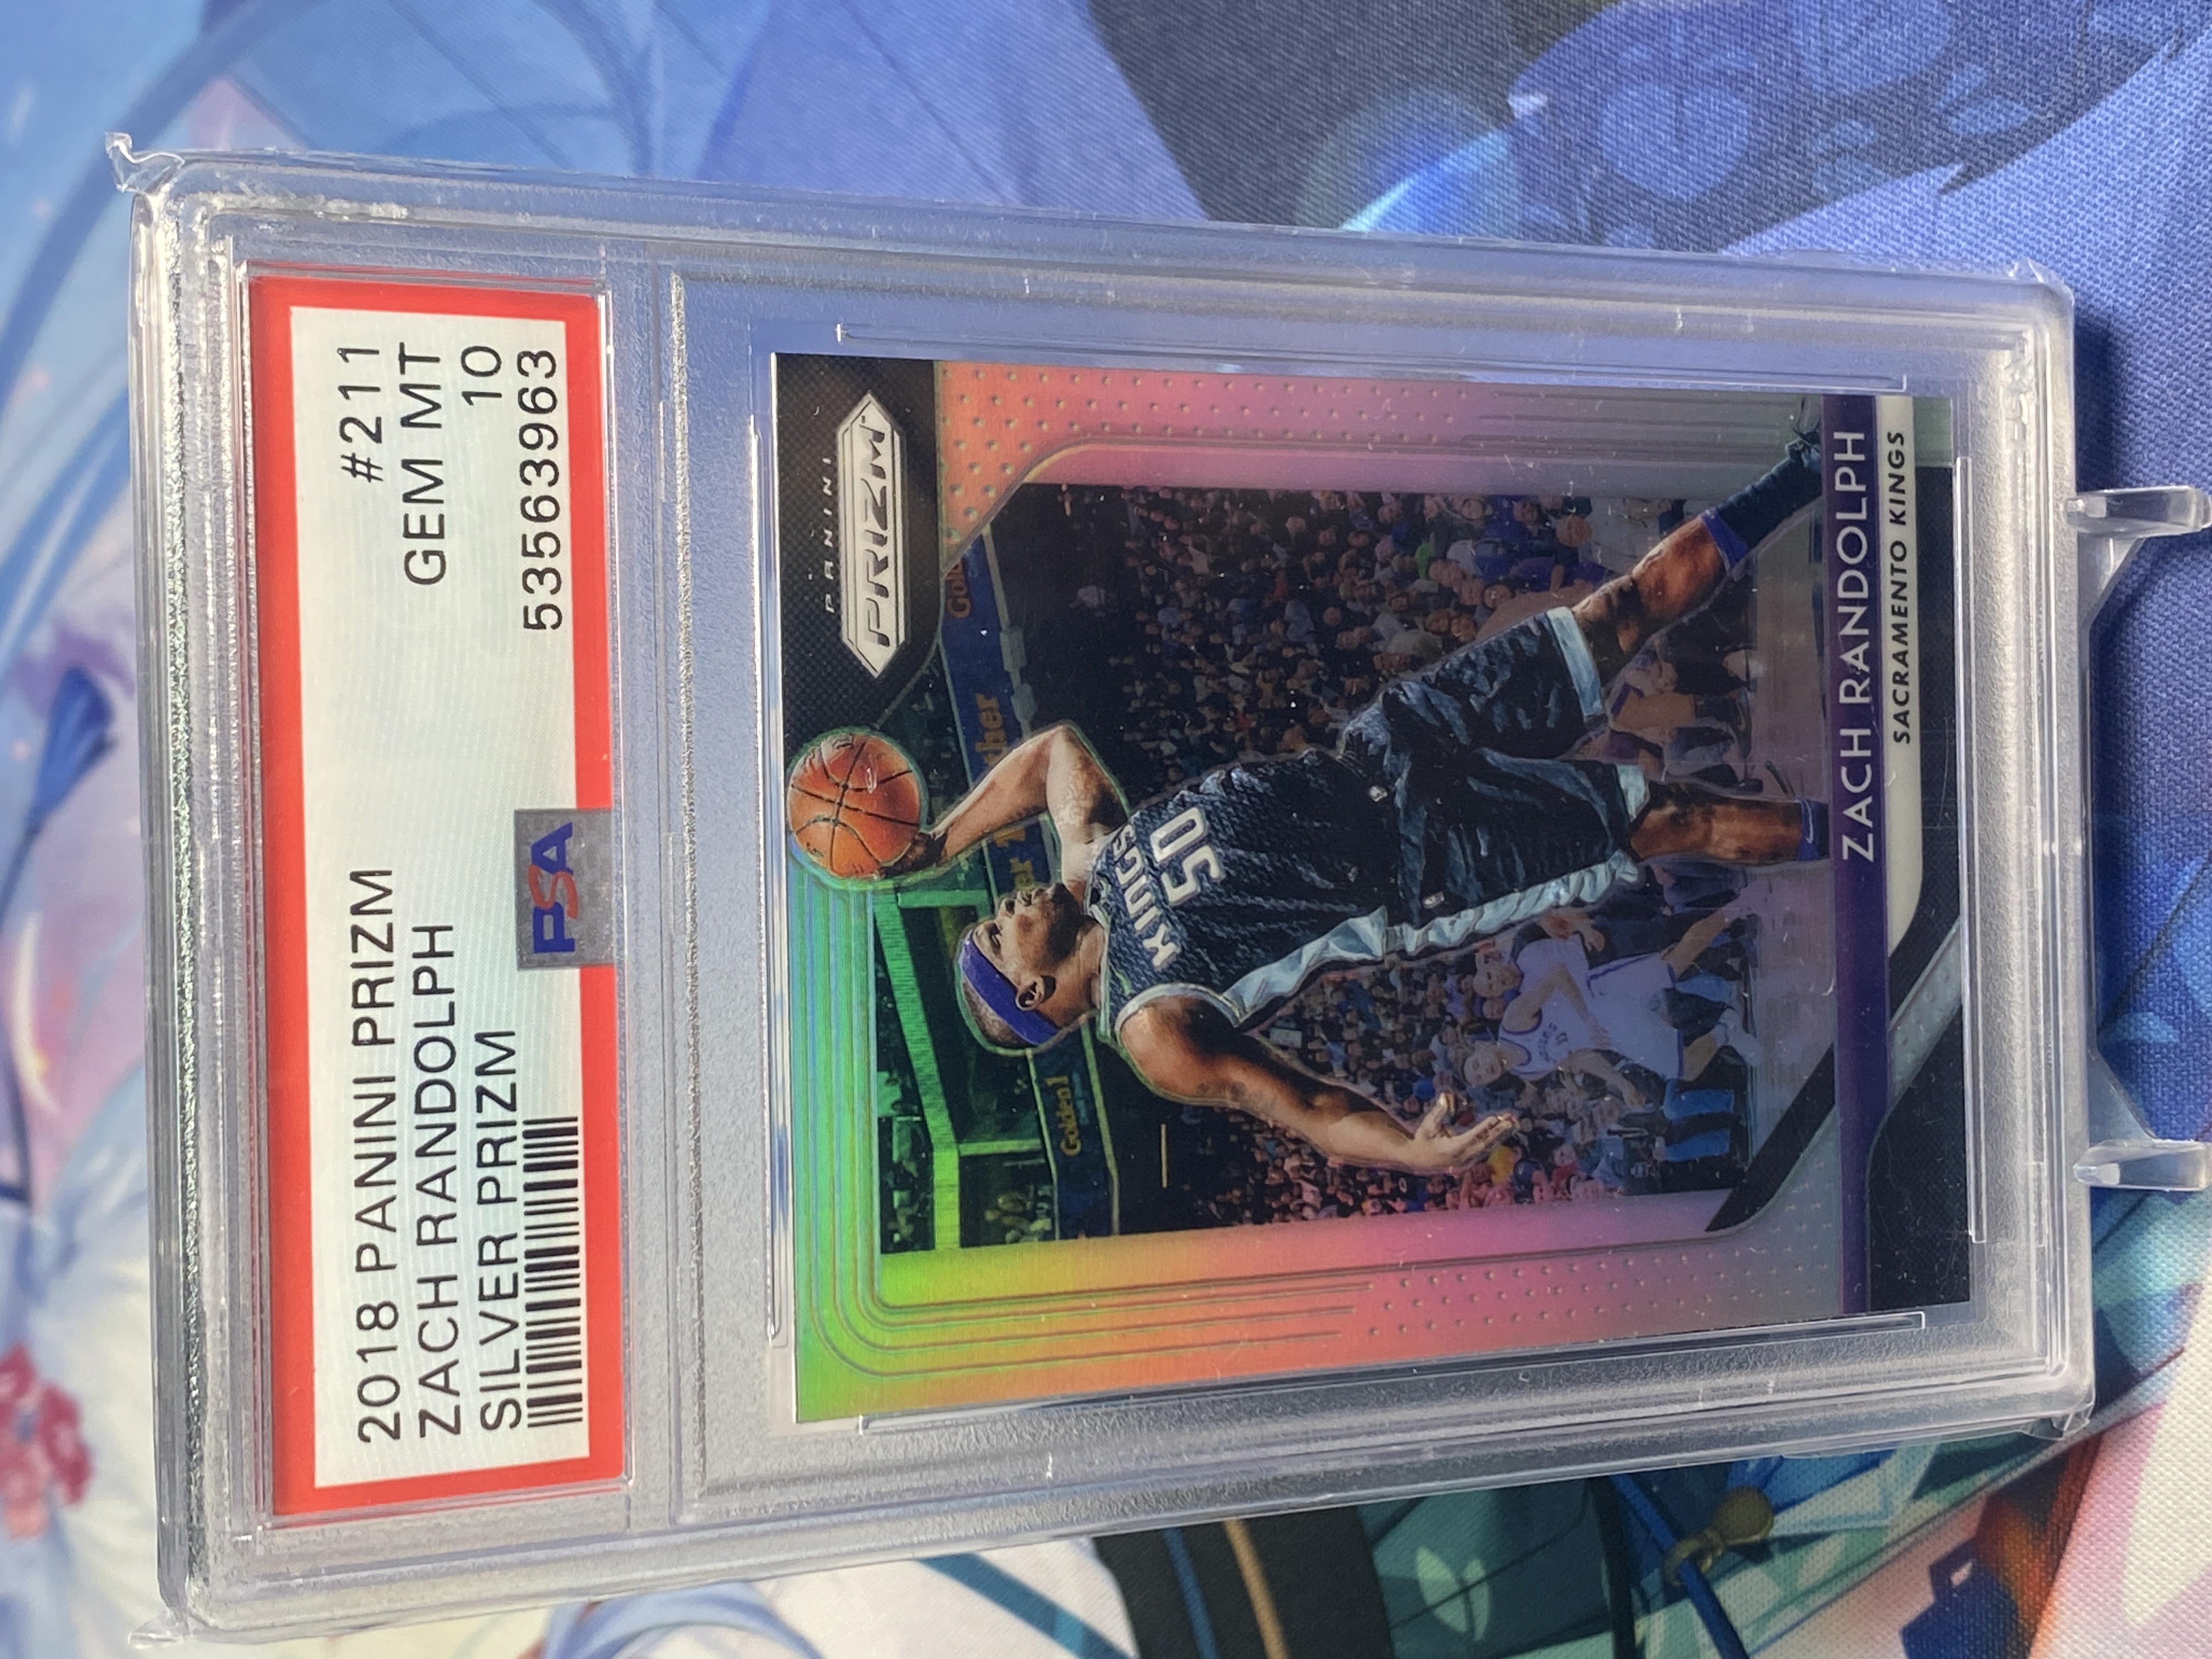 2018 PANINI PRIZM #211
ZACH RANDOLPH GEM MT
SILVER PRIZM 10
53563963
PSA
PANINI
PRIZM
Golden 1
KINGS
50
ZACH RANDOLPH
SACRAMENTO KINGS